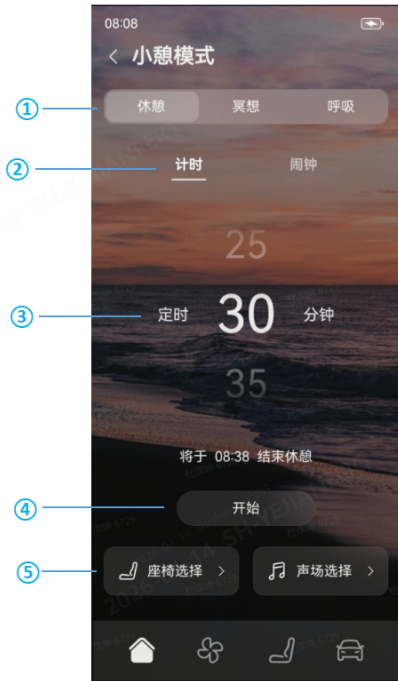 08:08
小憩模式
① 休憩 冥想 呼吸
② 计时 闹钟
25
③ 定时 30 分钟
35
将于 08:38 结束休憩
④ 开始
⑤ 座椅选择 声场选择